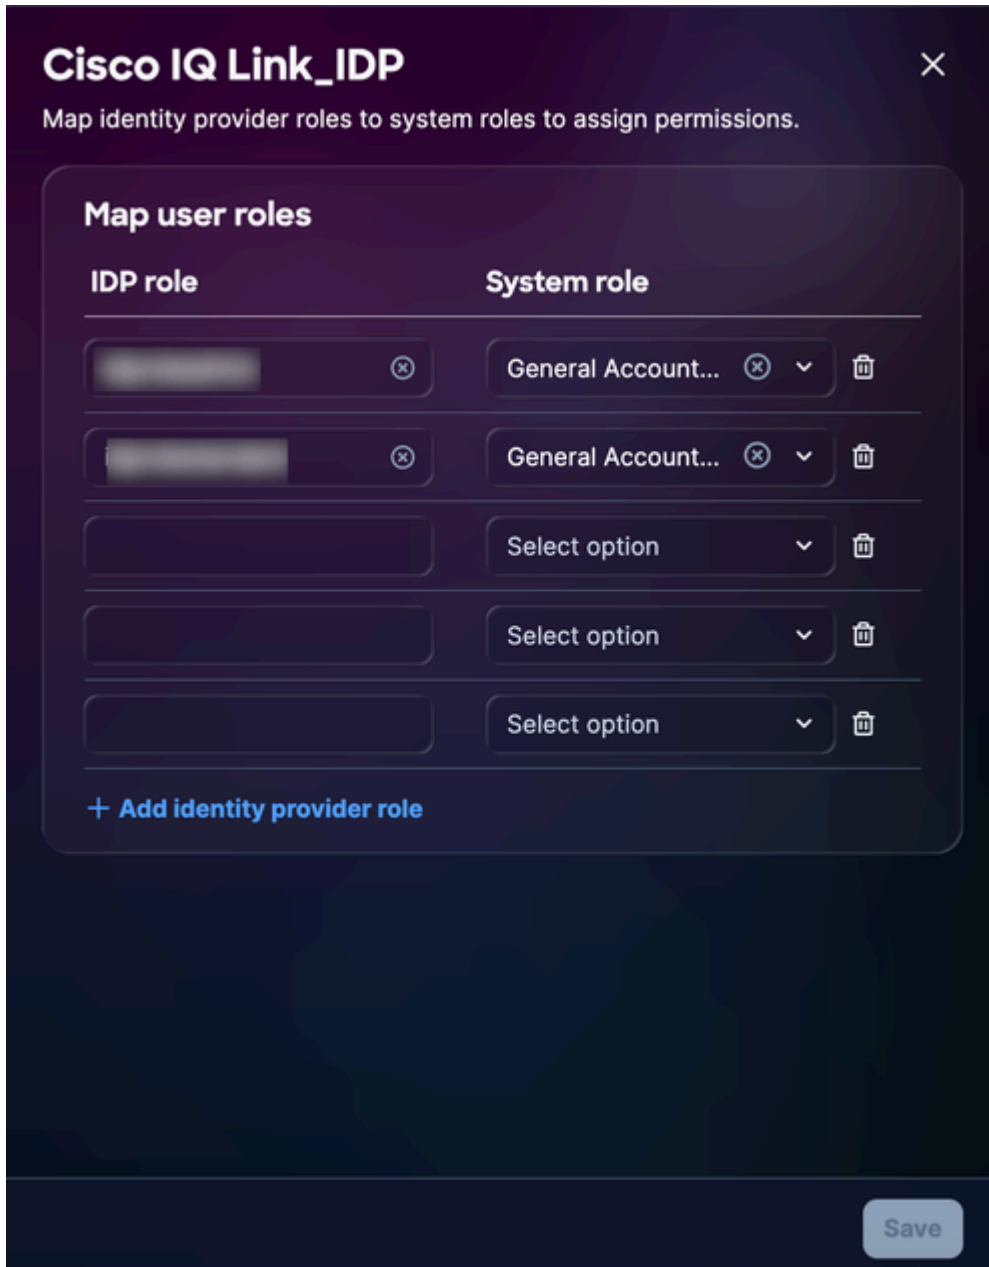 Cisco IQ Link_IDP
Map identity provider roles to system roles to assign permissions.
Map user roles
IDP role System role
General Account...
General Account...
Select option
Select option
Select option
+ Add identity provider role
Save